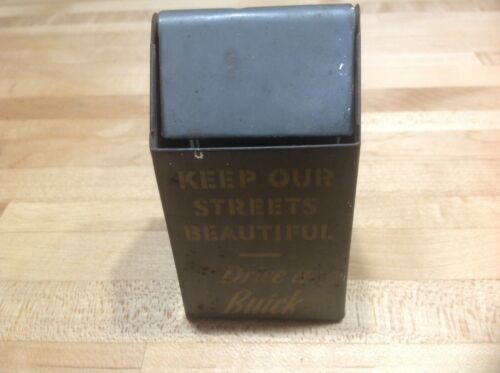 KEEP OUR
STREETS
BEAUTIFUL
Drive a
Buick